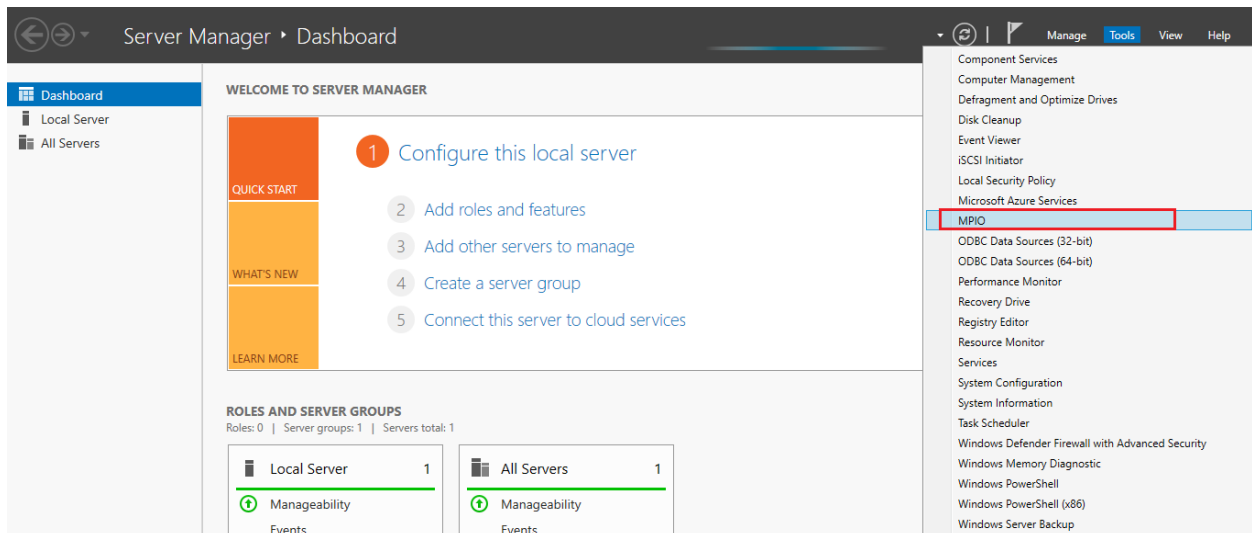 Server Manager ‣ Dashboard
Manage Tools View Help
Dashboard
Local Server
All Servers
WELCOME TO SERVER MANAGER
QUICK START
WHAT'S NEW
LEARN MORE
1 Configure this local server
2 Add roles and features
3 Add other servers to manage
4 Create a server group
5 Connect this server to cloud services
ROLES AND SERVER GROUPS
Roles: 0 | Server groups: 1 | Servers total: 1
Local Server 1
Manageability
Events
All Servers 1
Manageability
Events
Component Services
Computer Management
Defragment and Optimize Drives
Disk Cleanup
Event Viewer
iSCSI Initiator
Local Security Policy
Microsoft Azure Services
MPIO
ODBC Data Sources (32-bit)
ODBC Data Sources (64-bit)
Performance Monitor
Recovery Drive
Registry Editor
Resource Monitor
Services
System Configuration
System Information
Task Scheduler
Windows Defender Firewall with Advanced Security
Windows Memory Diagnostic
Windows PowerShell
Windows PowerShell (x86)
Windows Server Backup